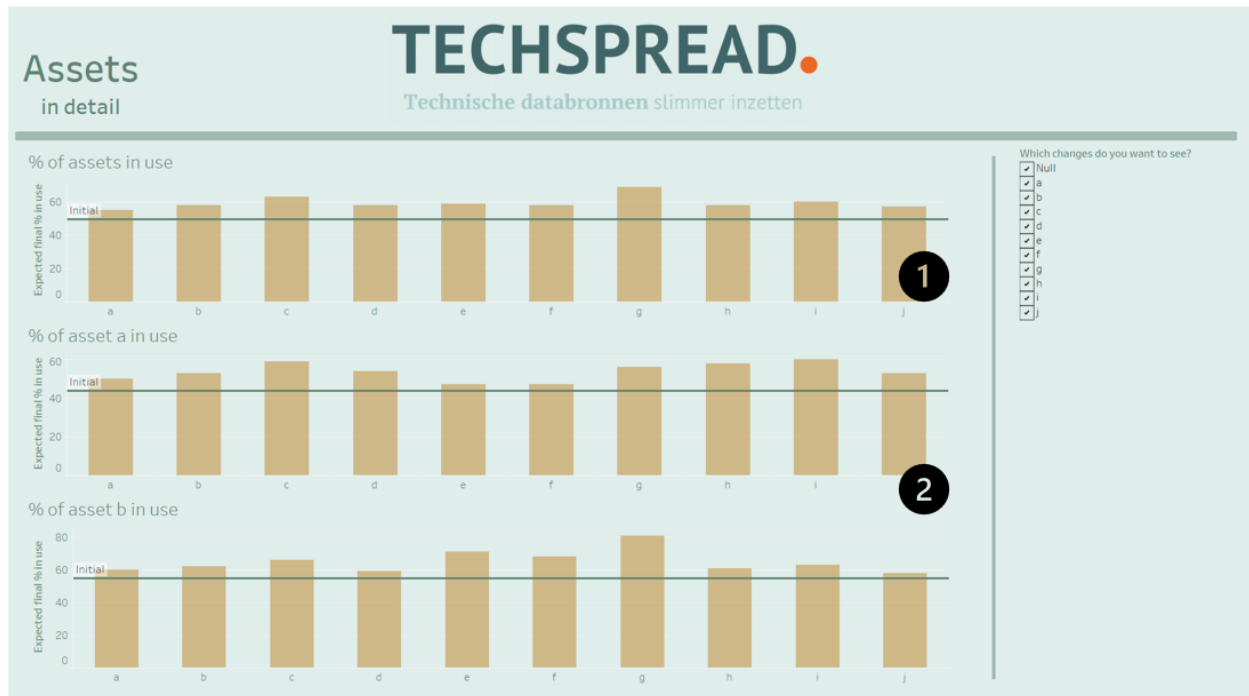 Assets
in detail
TECHSPREAD.
Technische databronnen slimmer inzetten
% of assets in use
Expected final % in use
60
40
20
0
Initial
a b c d e f g h i j
1
% of asset a in use
Expected final % in use
60
40
20
0
Initial
a b c d e f g h i j
2
% of asset b in use
Expected final % in use
80
60
40
20
0
Initial
a b c d e f g h i j
Which changes do you want to see?
Null
a
b
c
d
e
f
g
h
i
j